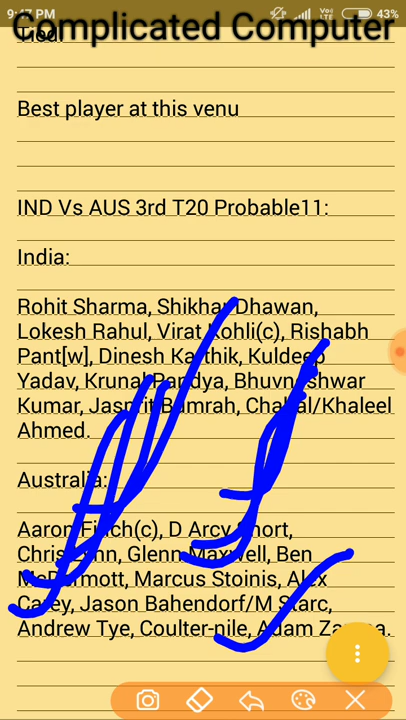 9:47 PM
VoD
LTE
43%
Complicated Computer
Tied:
Best player at this venu
IND Vs AUS 3rd T20 Probable11:
India:
Rohit Sharma, Shikhar Dhawan,
Lokesh Rahul, Virat Kohli(c), Rishabh
Pant[w], Dinesh Karthik, Kuldeep
Yadav, Krunal Pandya, Bhuvneshwar
Kumar, Jasprit Bumrah, Chahal/Khaleel
Ahmed.
Australia:
Aaron Finch(c), D Arcy Short,
Chris Lynn, Glenn Maxwell, Ben
McDermott, Marcus Stoinis, Alex
Carey, Jason Bahendorf/M Starc,
Andrew Tye, Coulter-nile, Adam Zampa.